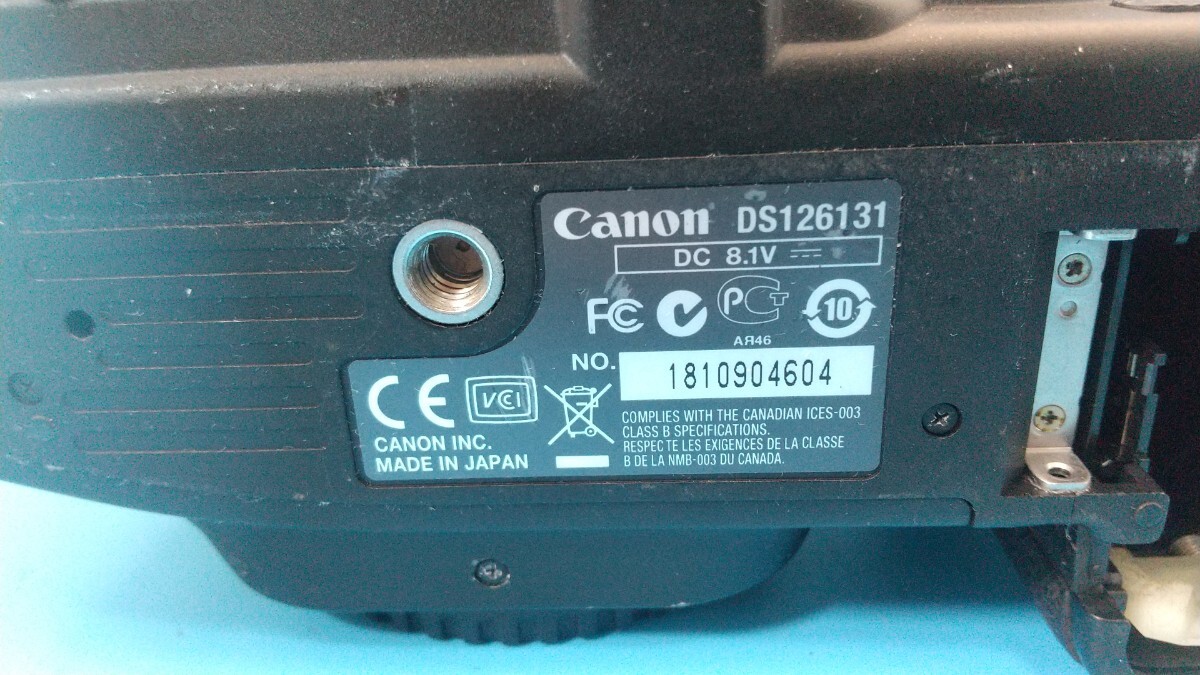 Canon DS126131
DC 8.1V
FC
PCT
10
АЯ46
NO. 1810904604
CE
VCI
CANON INC.
MADE IN JAPAN
COMPLIES WITH THE CANADIAN ICES-003
CLASS B SPECIFICATIONS.
RESPECTE LES EXIGENCES DE LA CLASSE
B DE LA NMB-003 DU CANADA.